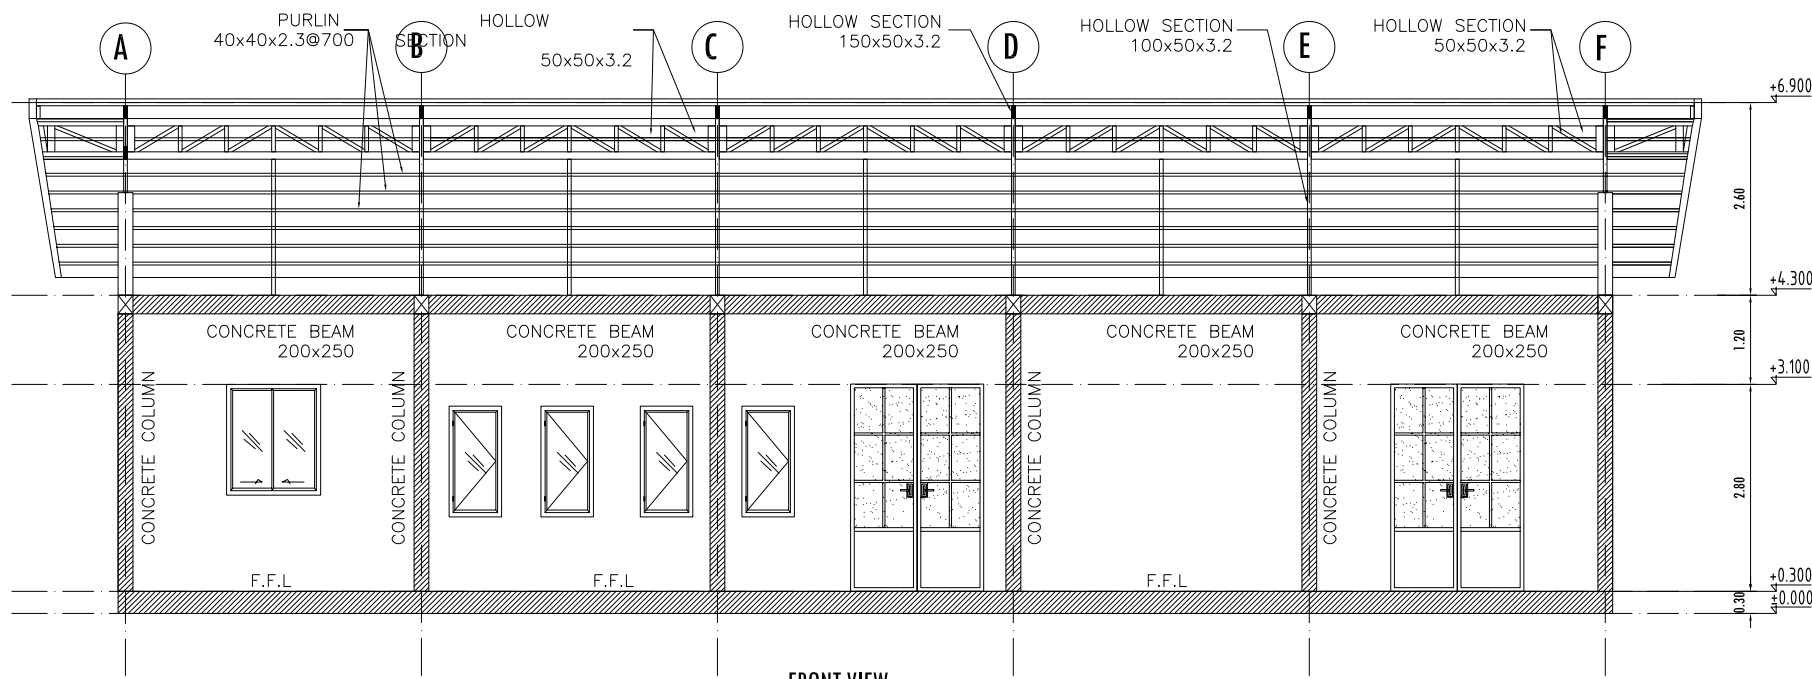 PURLIN
40x40x2.3@700
HOLLOW
SECTION
50x50x3.2
HOLLOW SECTION
150x50x3.2
HOLLOW SECTION
100x50x3.2
HOLLOW SECTION
50x50x3.2
A
B
C
D
E
F
+6.900
2.60
+4.300
1.20
+3.100
2.80
+0.300
0.30
±0.000
CONCRETE BEAM
200x250
CONCRETE BEAM
200x250
CONCRETE BEAM
200x250
CONCRETE BEAM
200x250
CONCRETE BEAM
200x250
CONCRETE COLUMN
CONCRETE COLUMN
CONCRETE COLUMN
CONCRETE COLUMN
F.F.L
F.F.L
F.F.L
FRONT VIEW